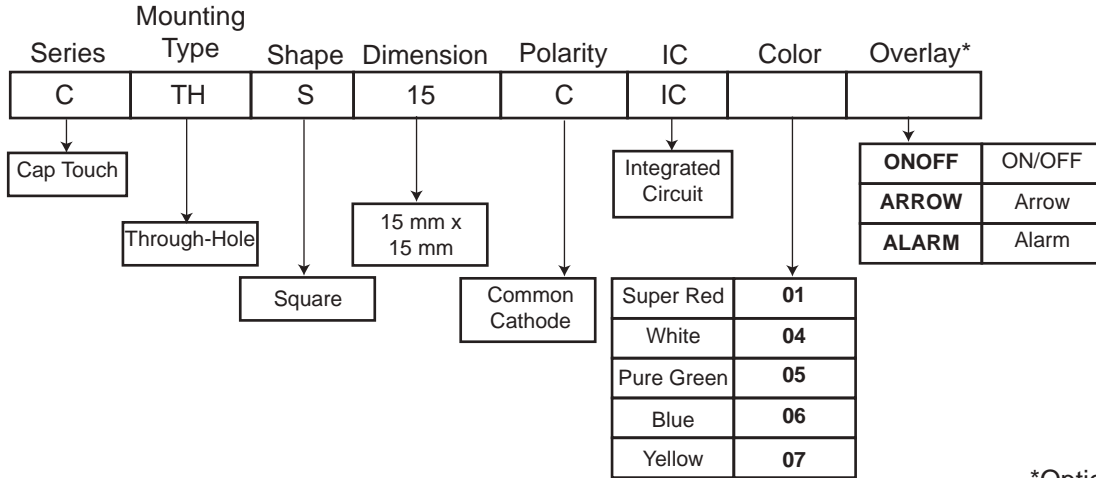 Series Mounting Type Shape Dimension Polarity IC Color Overlay*
C TH S 15 C IC
Cap Touch
Through-Hole
Square
15 mm x
15 mm
Common
Cathode
Integrated
Circuit
Super Red 01
White 04
Pure Green 05
Blue 06
Yellow 07
ONOFF ON/OFF
ARROW Arrow
ALARM Alarm